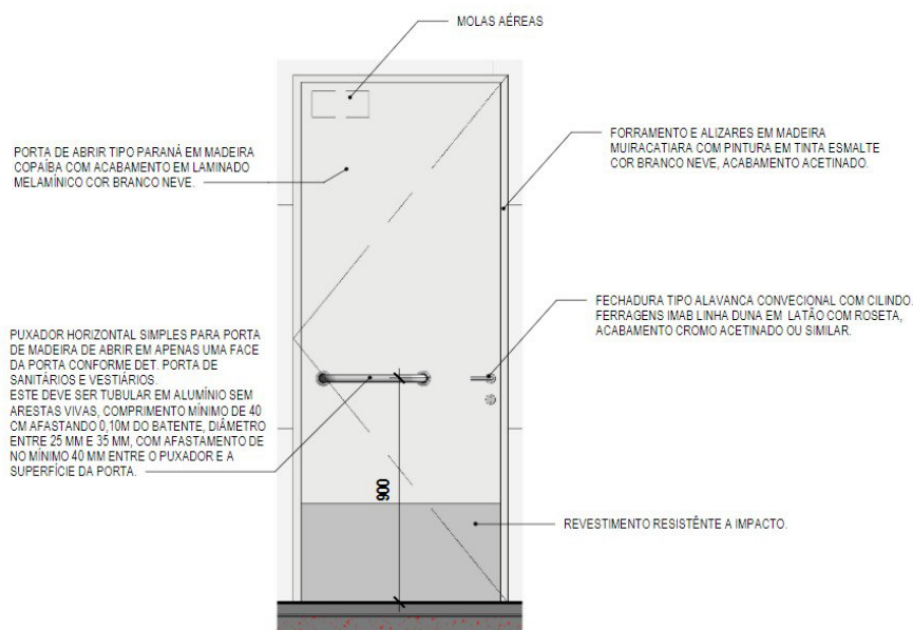 MOLAS AÉREAS
PORTA DE ABRIR TIPO PARANÁ EM MADEIRA
COPAÍBA COM ACABAMENTO EM LAMINADO
MELAMÍNICO COR BRANCO NEVE.
FORRAMENTO E ALIZARES EM MADEIRA
MUIRACATIARA COM PINTURA EM TINTA ESMALTE
COR BRANCO NEVE, ACABAMENTO ACETINADO.
PUXADOR HORIZONTAL SIMPLES PARA PORTA
DE MADEIRA DE ABRIR EM APENAS UMA FACE
DA PORTA CONFORME DET. PORTA DE
SANITÁRIOS E VESTIÁRIOS.
ESTE DEVE SER TUBULAR EM ALUMÍNIO SEM
ARESTAS VIVAS, COMPRIMENTO MÍNIMO DE 40
CM AFASTANDO 0,10M DO BATENTE, DIÂMETRO
ENTRE 25 MM E 35 MM, COM AFASTAMENTO DE
NO MÍNIMO 40 MM ENTRE O PUXADOR E A
SUPERFÍCIE DA PORTA.
FECHADURA TIPO ALAVANCA CONVECIONAL COM CILINDO.
FERRAGENS IMAB LINHA DUNA EM LATÃO COM ROSETA,
ACABAMENTO CROMO ACETINADO OU SIMILAR.
900
REVESTIMENTO RESISTÊNTE A IMPACTO.